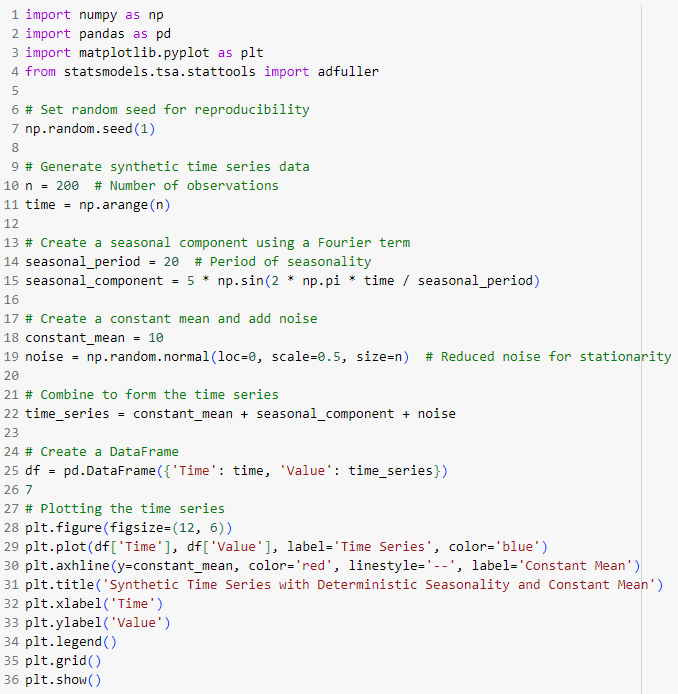 1 import numpy as np
2 import pandas as pd
3 import matplotlib.pyplot as plt
4 from statsmodels.tsa.stattools import adfuller
5
6 # Set random seed for reproducibility
7 np.random.seed(1)
8
9 # Generate synthetic time series data
10 n = 200  # Number of observations
11 time = np.arange(n)
12
13 # Create a seasonal component using a Fourier term
14 seasonal_period = 20  # Period of seasonality
15 seasonal_component = 5 * np.sin(2 * np.pi * time / seasonal_period)
16
17 # Create a constant mean and add noise
18 constant_mean = 10
19 noise = np.random.normal(loc=0, scale=0.5, size=n)  # Reduced noise for stationarity
20
21 # Combine to form the time series
22 time_series = constant_mean + seasonal_component + noise
23
24 # Create a DataFrame
25 df = pd.DataFrame({'Time': time, 'Value': time_series})
26 7
27 # Plotting the time series
28 plt.figure(figsize=(12, 6))
29 plt.plot(df['Time'], df['Value'], label='Time Series', color='blue')
30 plt.axhline(y=constant_mean, color='red', linestyle='--', label='Constant Mean')
31 plt.title('Synthetic Time Series with Deterministic Seasonality and Constant Mean')
32 plt.xlabel('Time')
33 plt.ylabel('Value')
34 plt.legend()
35 plt.grid()
36 plt.show()